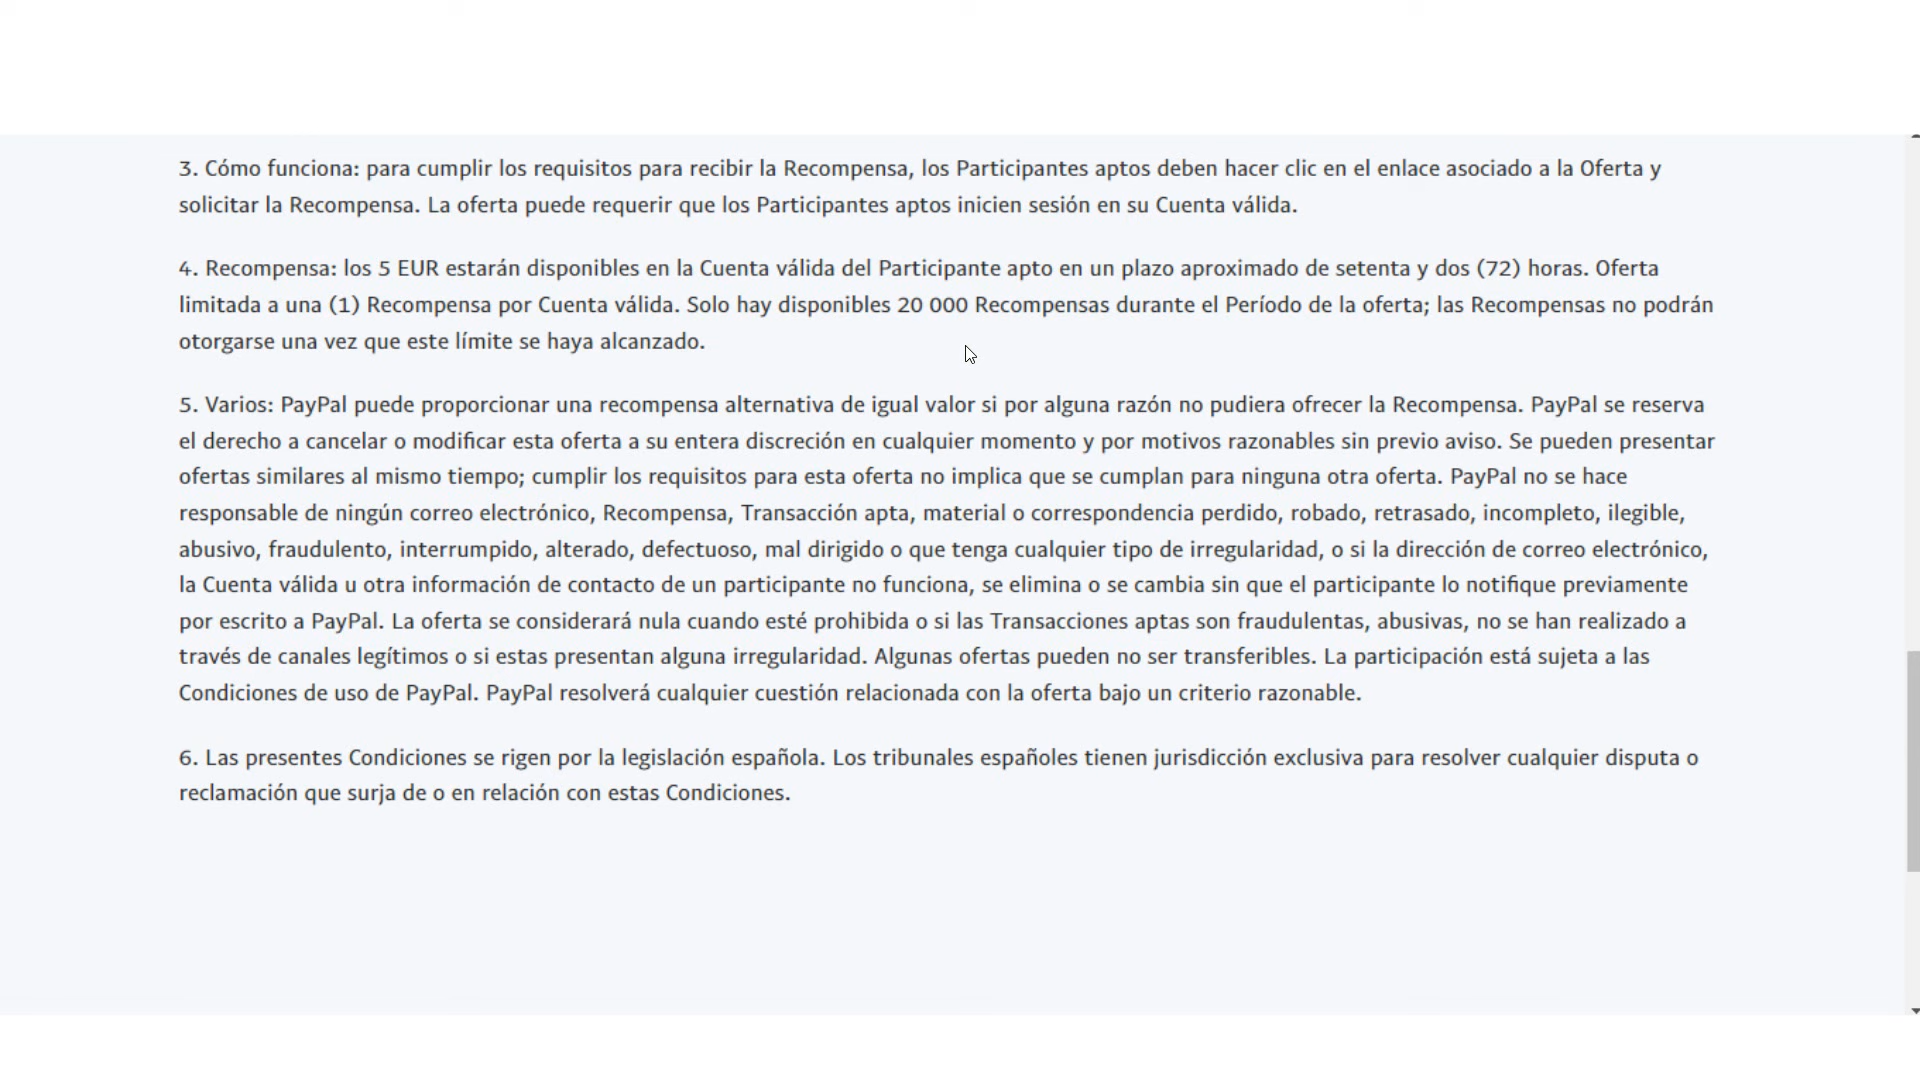 3. Cómo funciona: para cumplir los requisitos para recibir la Recompensa, los Participantes aptos deben hacer clic en el enlace asociado a la Oferta y
solicitar la Recompensa. La oferta puede requerir que los Participantes aptos inicien sesión en su Cuenta válida.
4. Recompensa: los 5 EUR estarán disponibles en la Cuenta válida del Participante apto en un plazo aproximado de setenta y dos (72) horas. Oferta
limitada a una (1) Recompensa por Cuenta válida. Solo hay disponibles 20 000 Recompensas durante el Período de la oferta; las Recompensas no podrán
otorgarse una vez que este límite se haya alcanzado.
5. Varios: PayPal puede proporcionar una recompensa alternativa de igual valor si por alguna razón no pudiera ofrecer la Recompensa. PayPal se reserva
el derecho a cancelar o modificar esta oferta a su entera discreción en cualquier momento y por motivos razonables sin previo aviso. Se pueden presentar
ofertas similares al mismo tiempo; cumplir los requisitos para esta oferta no implica que se cumplan para ninguna otra oferta. PayPal no se hace
responsable de ningún correo electrónico, Recompensa, Transacción apta, material o correspondencia perdido, robado, retrasado, incompleto, ilegible,
abusivo, fraudulento, interrumpido, alterado, defectuoso, mal dirigido o que tenga cualquier tipo de irregularidad, o si la dirección de correo electrónico,
la Cuenta válida u otra información de contacto de un participante no funciona, se elimina o se cambia sin que el participante lo notifique previamente
por escrito a PayPal. La oferta se considerará nula cuando esté prohibida o si las Transacciones aptas son fraudulentas, abusivas, no se han realizado a
través de canales legítimos o si estas presentan alguna irregularidad. Algunas ofertas pueden no ser transferibles. La participación está sujeta a las
Condiciones de uso de PayPal. PayPal resolverá cualquier cuestión relacionada con la oferta bajo un criterio razonable.
6. Las presentes Condiciones se rigen por la legislación española. Los tribunales españoles tienen jurisdicción exclusiva para resolver cualquier disputa o
reclamación que surja de o en relación con estas Condiciones.